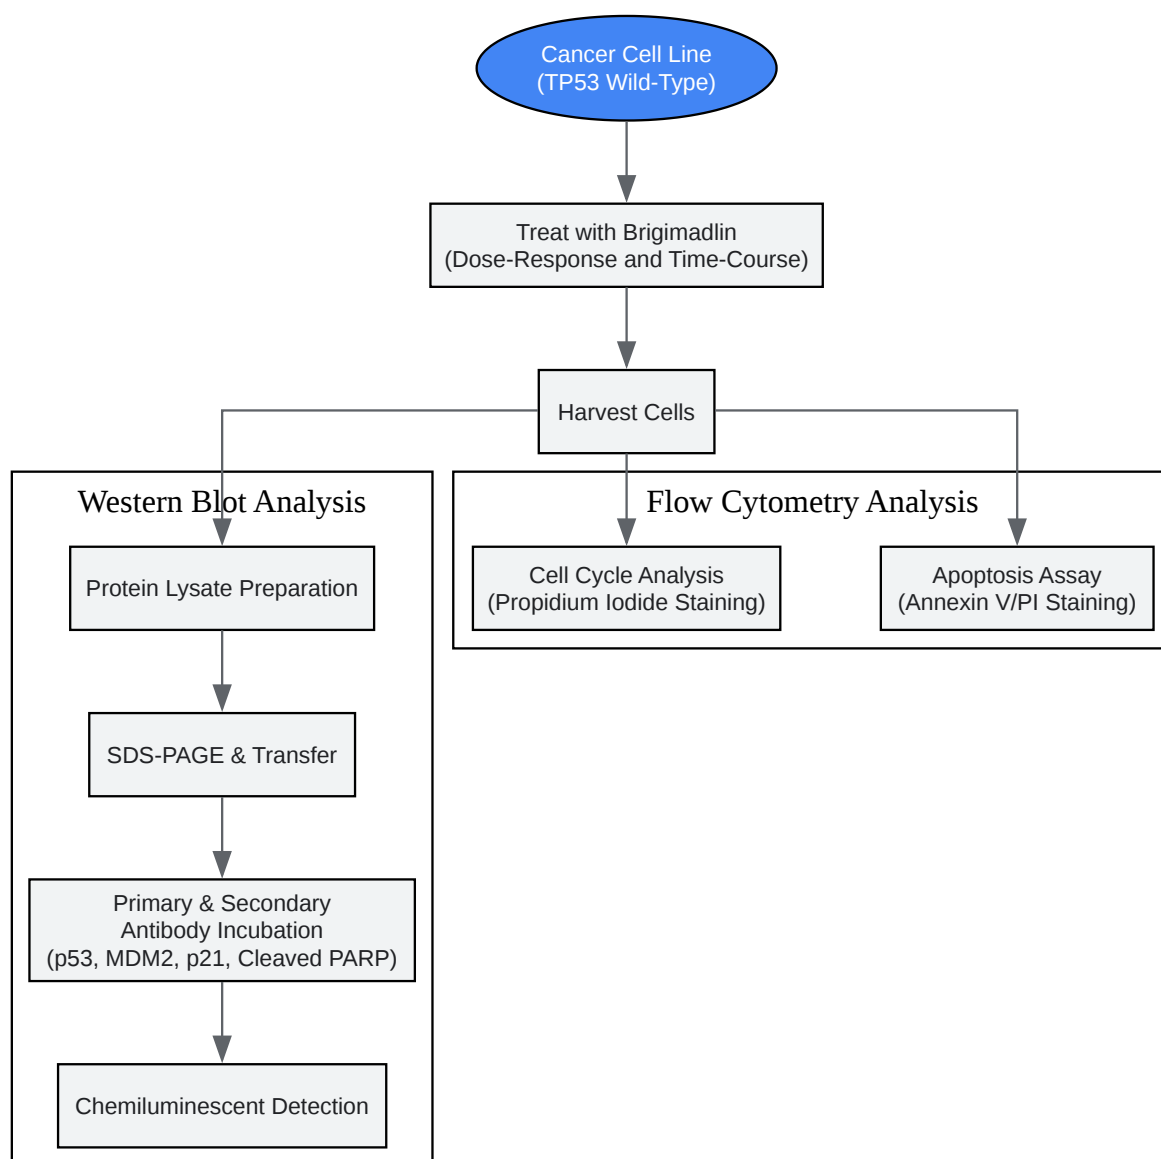 Cancer Cell Line
(TP53 Wild-Type)
Treat with Brigimadlin
(Dose-Response and Time-Course)
Harvest Cells
Western Blot Analysis
Protein Lysate Preparation
SDS-PAGE & Transfer
Primary & Secondary
Antibody Incubation
(p53, MDM2, p21, Cleaved PARP)
Chemiluminescent Detection
Flow Cytometry Analysis
Cell Cycle Analysis
(Propidium Iodide Staining)
Apoptosis Assay
(Annexin V/PI Staining)